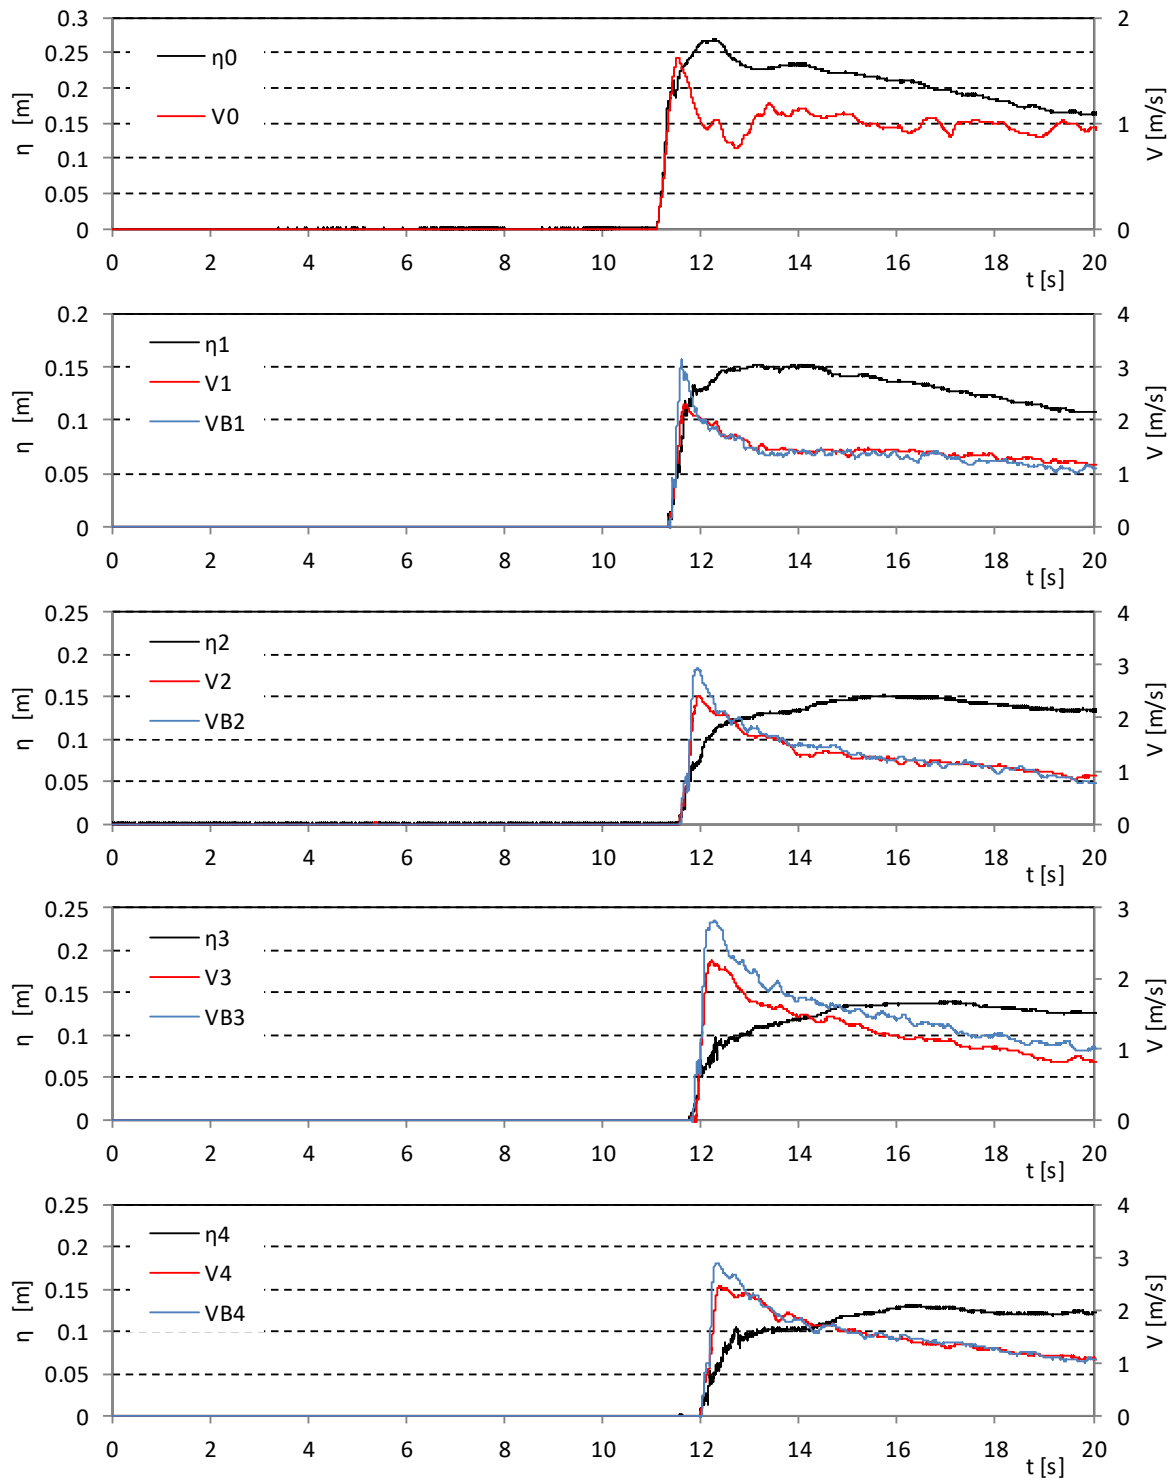 0.3 2
0.25
η0
0.2
V0
0.15 1
0.1
0.05
0 0
η [m]
V [m/s]
0 2 4 6 8 10 12 14 16 18 20
t [s]
0.2 4
η1
0.15 3
V1
VB1
0.1 2
0.05 1
0 0
η [m]
V [m/s]
0 2 4 6 8 10 12 14 16 18 20
t [s]
0.25 4
η2
0.2 3
V2
0.15
VB2 2
0.1
0.05 1
0 0
η [m]
V [m/s]
0 2 4 6 8 10 12 14 16 18 20
t [s]
0.25 3
η3
0.2
V3 2
0.15
VB3
0.1 1
0.05
0 0
η [m]
V [m/s]
0 2 4 6 8 10 12 14 16 18 20
t [s]
0.25 4
η4
0.2 3
V4
0.15
VB4 2
0.1
0.05 1
0 0
η [m]
V [m/s]
0 2 4 6 8 10 12 14 16 18 20
t [s]